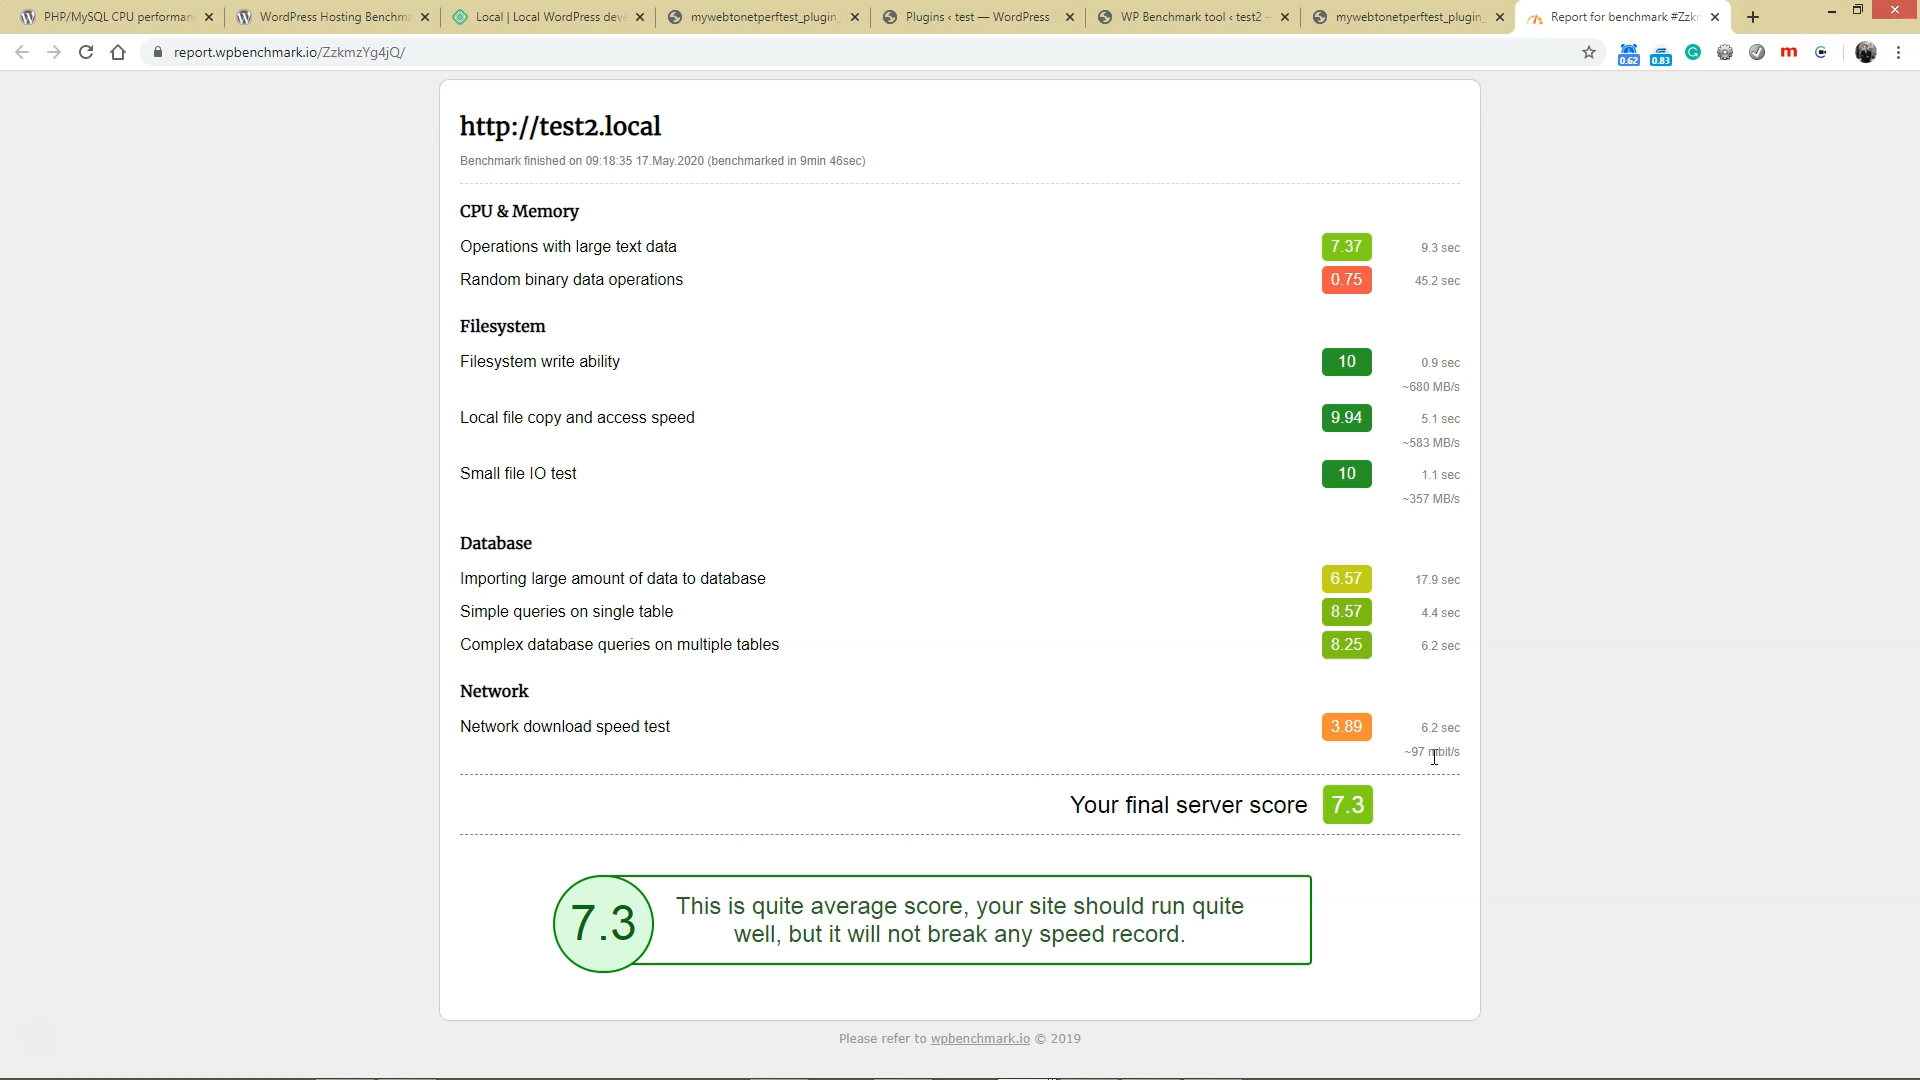 PHP/MySQL CPU performan
WordPress Hosting Benchma
Local | Local WordPress deve
mywebtonetperftest_plugin_
Plugins ‹ test — WordPress
WP Benchmark tool ‹ test2 –
mywebtonetperftest_plugin_
Report for benchmark #Zzkn
report.wpbenchmark.io/ZzkmzYg4jQ/
0.62
0.83
http://test2.local
Benchmark finished on 09:18:35 17.May.2020 (benchmarked in 9min 46sec)
CPU & Memory
Operations with large text data 7.37 9.3 sec
Random binary data operations 0.75 45.2 sec
Filesystem
Filesystem write ability 10 0.9 sec
~680 MB/s
Local file copy and access speed 9.94 5.1 sec
~583 MB/s
Small file IO test 10 1.1 sec
~357 MB/s
Database
Importing large amount of data to database 6.57 17.9 sec
Simple queries on single table 8.57 4.4 sec
Complex database queries on multiple tables 8.25 6.2 sec
Network
Network download speed test 3.89 6.2 sec
~97 mbit/s
Your final server score 7.3
7.3
This is quite average score, your site should run quite
well, but it will not break any speed record.
Please refer to wpbenchmark.io © 2019